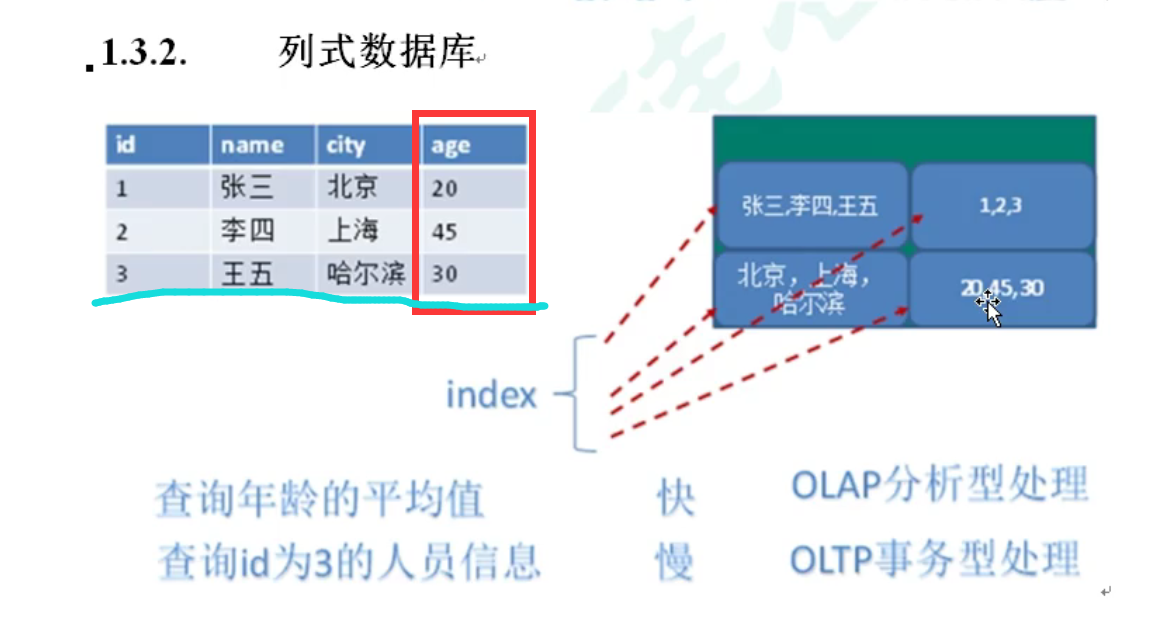 1.3.2. 列式数据库
id name city age
1 张三 北京 20
2 李四 上海 45
3 王五 哈尔滨 30
张三,李四,王五 1,2,3
北京，上海，
哈尔滨
20,45,30
index
查询年龄的平均值 快 OLAP分析型处理
查询id为3的人员信息 慢 OLTP事务型处理